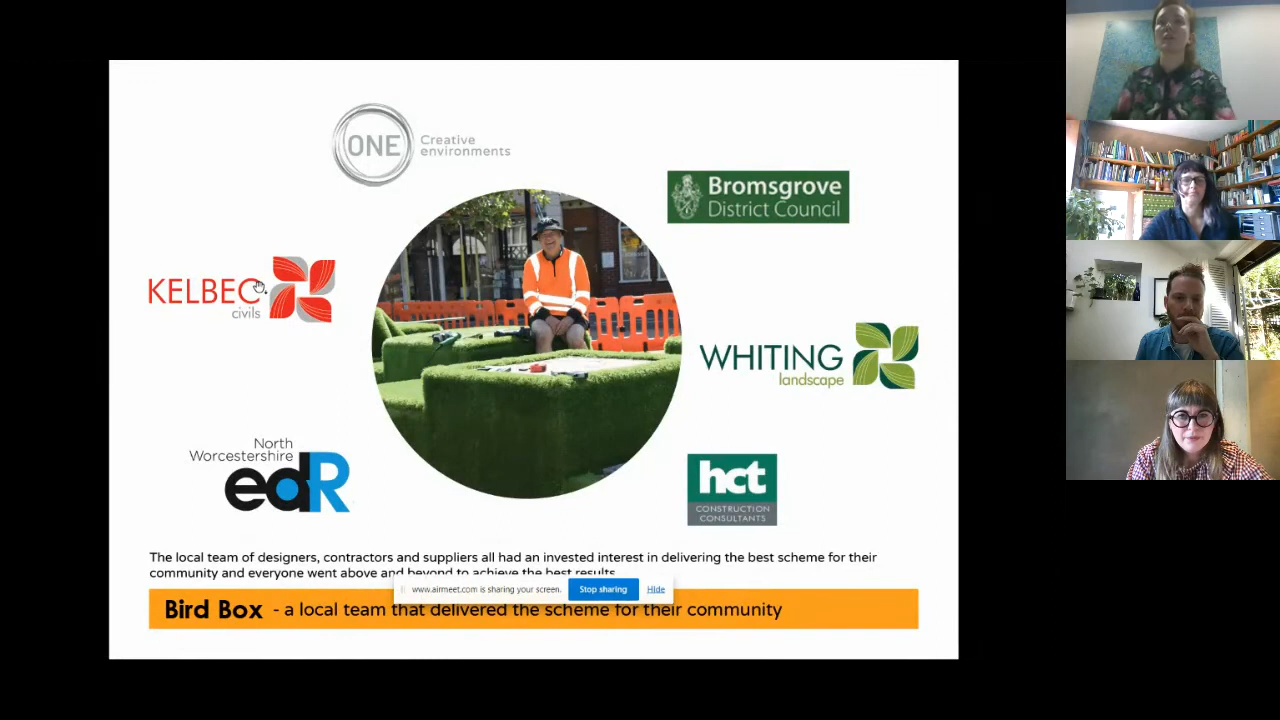 ONE
Creative
environments
Bromsgrove
District Council
KELBEC
civils
WHITING
landscape
North
Worcestershire
edR
hct
CONSTRUCTION
CONSULTANTS
The local team of designers, contractors and suppliers all had an invested interest in delivering the best scheme for their
community and everyone went above and beyond to achieve the best results
www.airmeet.com is sharing your screen.
Stop sharing
Hide
Bird Box - a local team that delivered the scheme for their community